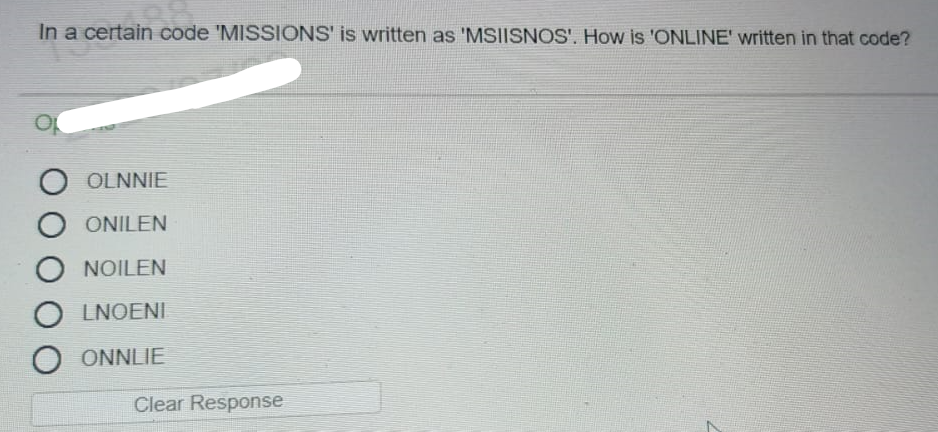 In a certain code 'MISSIONS' is written as 'MSIISNOS'. How is 'ONLINE' written in that code?
OLNNIE
ONILEN
NOILEN
LNOENI
ONNLIE
Clear Response